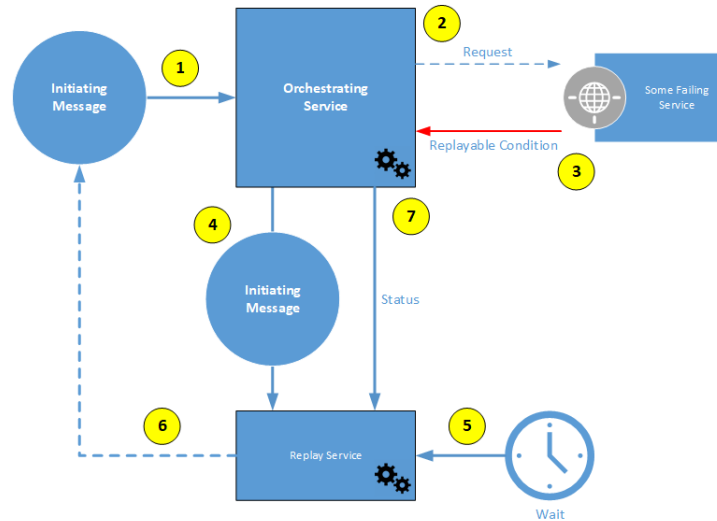 2
1
Request
Initiating
Message
Orchestrating
Service
Some Failing
Service
Replayable Condition
3
4
7
Initiating
Message
Status
6
5
Replay Service
Wait